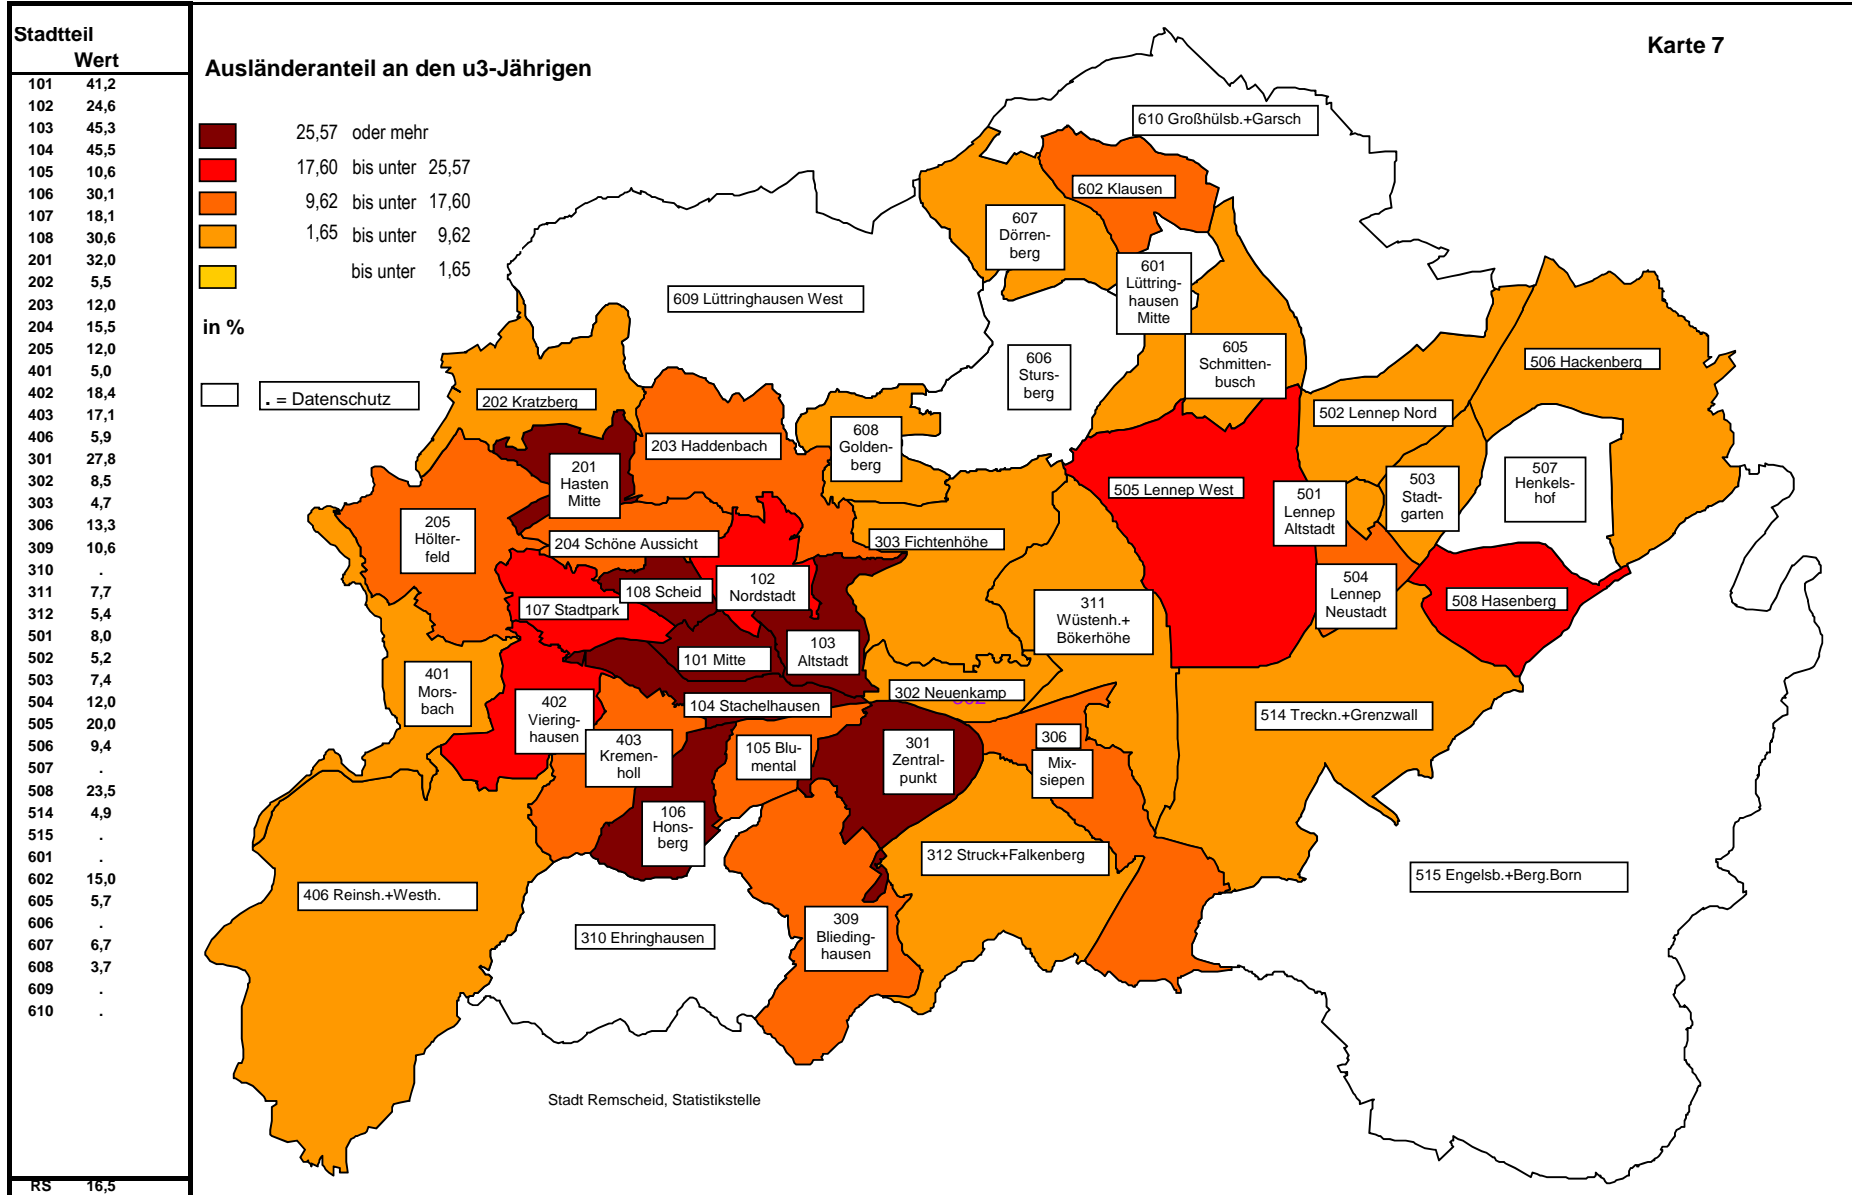 Stadtteil
Wert
101 41,2
102 24,6
103 45,3
104 45,5
105 10,6
106 30,1
107 18,1
108 30,6
201 32,0
202 5,5
203 12,0
204 15,5
205 12,0
401 5,0
402 18,4
403 17,1
406 5,9
301 27,8
302 8,5
303 4,7
306 13,3
309 10,6
310 .
311 7,7
312 5,4
501 8,0
502 5,2
503 7,4
504 12,0
505 20,0
506 9,4
507 .
508 23,5
514 4,9
515 .
601 .
602 15,0
605 5,7
606 .
607 6,7
608 3,7
609 .
610 .
RS 16,5
Karte 7
Ausländeranteil an den u3-Jährigen
25,57 oder mehr
17,60 bis unter 25,57
9,62 bis unter 17,60
1,65 bis unter 9,62
bis unter 1,65
in %
. = Datenschutz
610 Großhülsb.+Garsch
602 Klausen
607
Dörren-
berg
601
Lüttring-
hausen
Mitte
609 Lüttringhausen West
606
Sturs-
berg
605
Schmitten-
busch
506 Hackenberg
202 Kratzberg
502 Lennep Nord
203 Haddenbach
608
Golden-
berg
201
Hasten
Mitte
505 Lennep West
501
Lennep
Altstadt
503
Stadt-
garten
507
Henkels-
hof
205
Hölter-
feld
204 Schöne Aussicht
303 Fichtenhöhe
102
Nordstadt
108 Scheid
107 Stadtpark
504
Lennep
Neustadt
508 Hasenberg
311
Wüstenh.+
Bökerhöhe
103
Altstadt
101 Mitte
401
Mors-
bach
302 Neuenkamp
302
104 Stachelhausen
402
Viering-
hausen
514 Treckn.+Grenzwall
403
Kremen-
holl
105 Blu-
mental
301
Zentral-
punkt
306
Mix-
siepen
106
Hons-
berg
312 Struck+Falkenberg
515 Engelsb.+Berg.Born
406 Reinsh.+Westh.
310 Ehringhausen
309
Blieding-
hausen
Stadt Remscheid, Statistikstelle